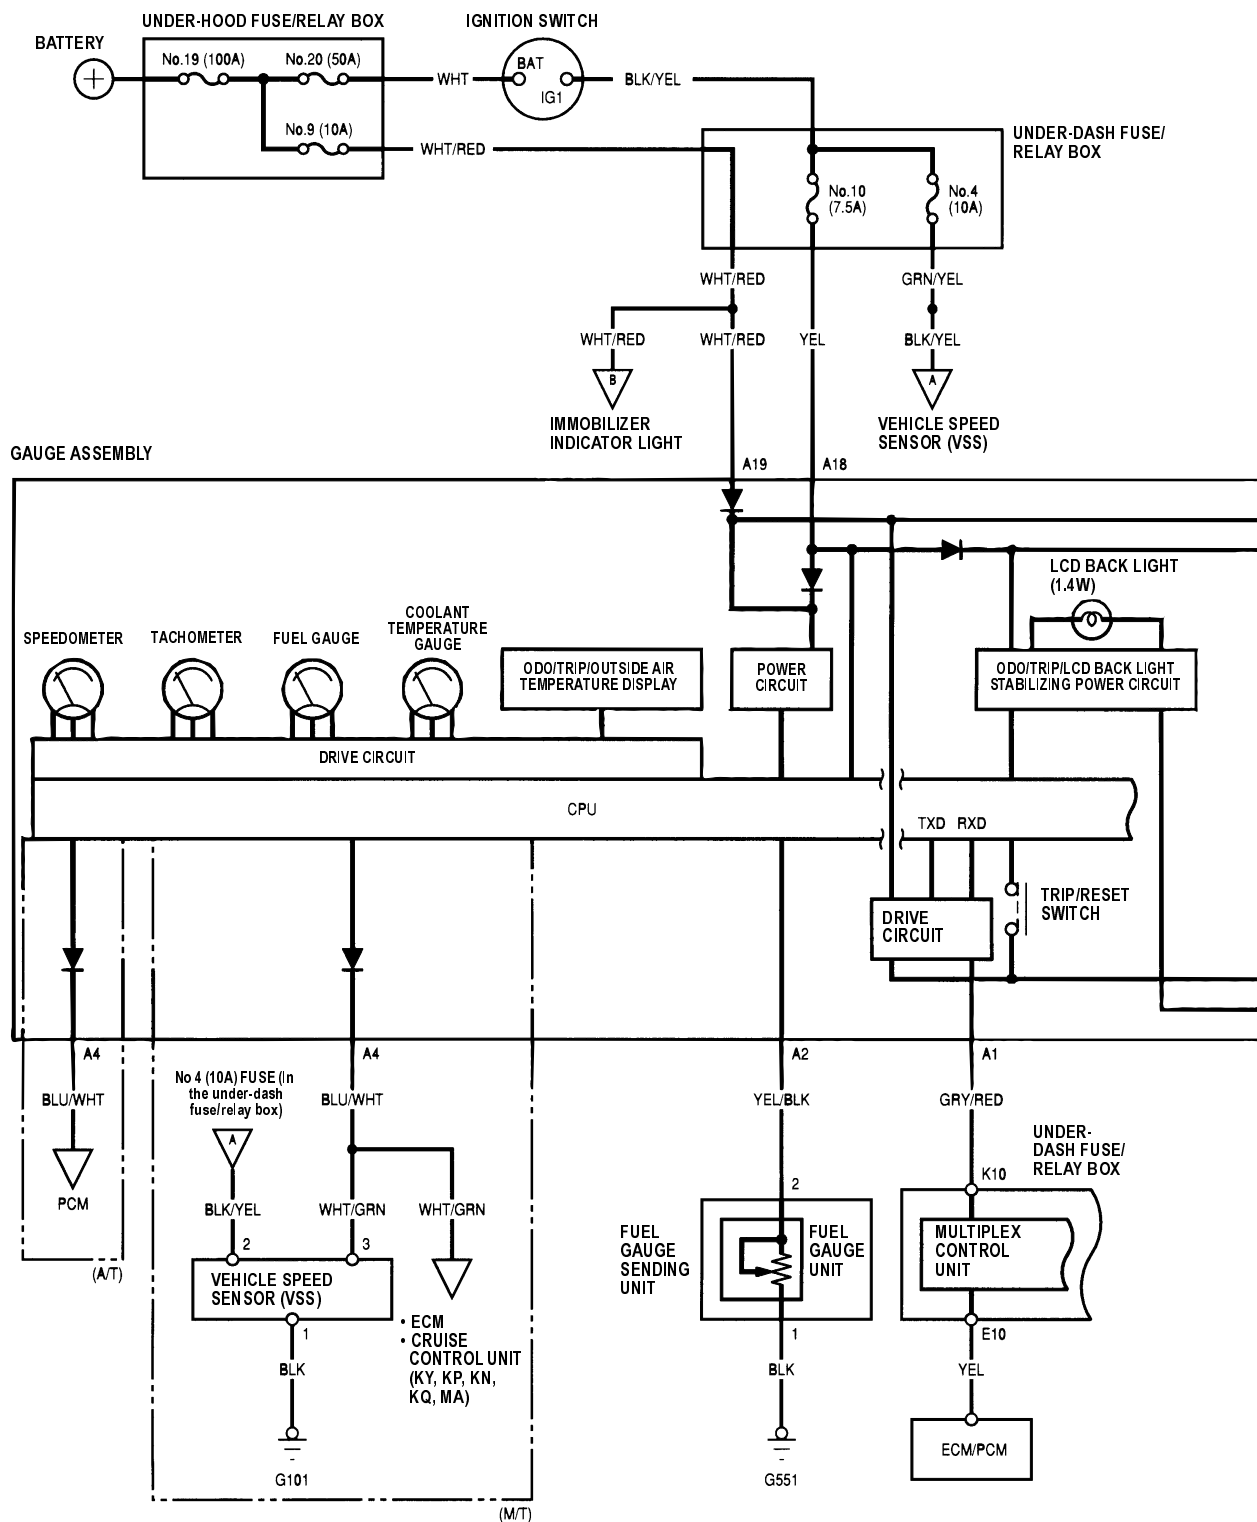 UNDER-HOOD FUSE/RELAY BOX
IGNITION SWITCH
BATTERY
No.19 (100A)
No.20 (50A)
BAT
WHT
BLK/YEL
IG1
No.9 (10A)
WHT/RED
UNDER-DASH FUSE/
RELAY BOX
No.10
(7.5A)
No.4
(10A)
WHT/RED
GRN/YEL
WHT/RED
WHT/RED
YEL
BLK/YEL
B
A
IMMOBILIZER
INDICATOR LIGHT
VEHICLE SPEED
SENSOR (VSS)
GAUGE ASSEMBLY
A19
A18
LCD BACK LIGHT
(1.4W)
SPEEDOMETER
TACHOMETER
FUEL GAUGE
COOLANT
TEMPERATURE
GAUGE
ODO/TRIP/OUTSIDE AIR
TEMPERATURE DISPLAY
POWER
CIRCUIT
ODO/TRIP/LCD BACK LIGHT
STABILIZING POWER CIRCUIT
DRIVE CIRCUIT
CPU
TXD
RXD
TRIP/RESET
SWITCH
DRIVE
CIRCUIT
A4
A4
A2
A1
No 4 (10A) FUSE (In
the under-dash
fuse/relay box)
BLU/WHT
BLU/WHT
YEL/BLK
GRY/RED
A
UNDER-
DASH FUSE/
RELAY BOX
K10
2
PCM
BLK/YEL
WHT/GRN
WHT/GRN
2
3
FUEL
GAUGE
SENDING
UNIT
FUEL
GAUGE
UNIT
MULTIPLEX
CONTROL
UNIT
(A/T)
VEHICLE SPEED
SENSOR (VSS)
1
• ECM
• CRUISE
CONTROL UNIT
(KY, KP, KN,
KQ, MA)
1
E10
BLK
BLK
YEL
ECM/PCM
G101
G551
(M/T)